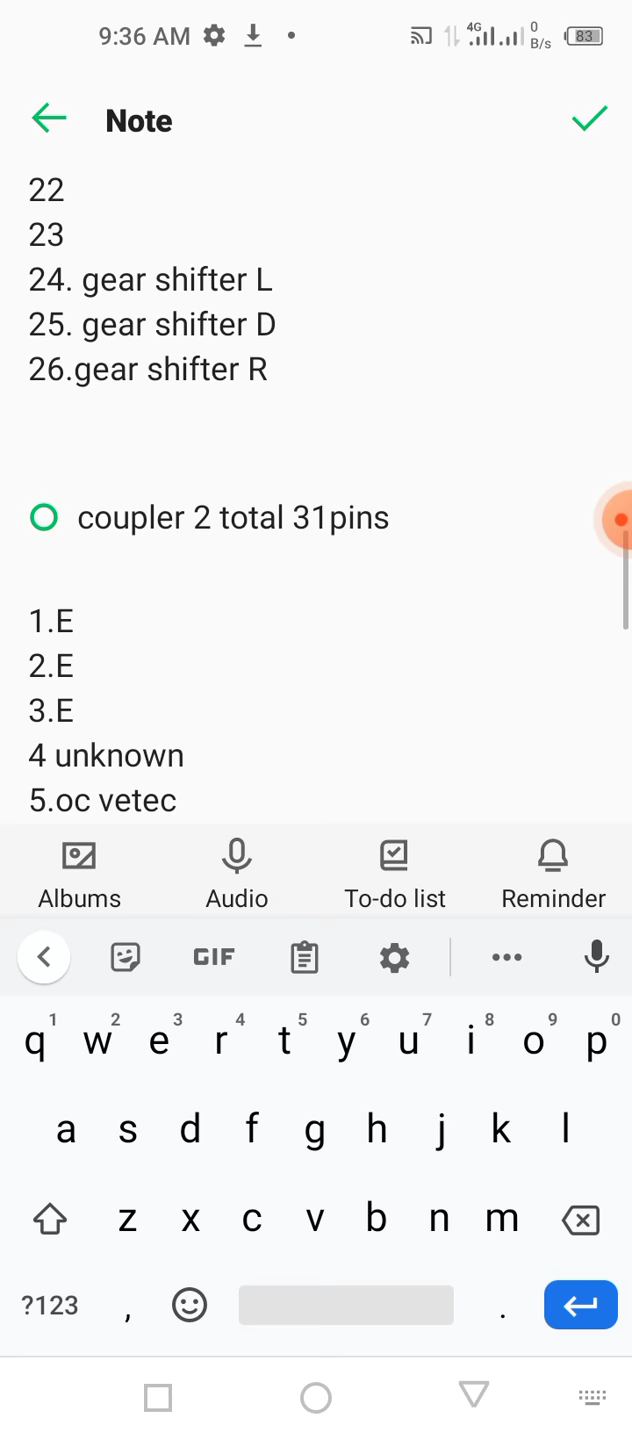 9:36 AM 4G 0 B/s 83
Note
22
23
24. gear shifter L
25. gear shifter D
26.gear shifter R
coupler 2 total 31pins
1.E
2.E
3.E
4 unknown
5.oc vetec
Albums Audio To-do list Reminder
GIF
1 2 3 4 5 6 7 8 9 0
q w e r t y u i o p
a s d f g h j k l
z x c v b n m
?123 , .